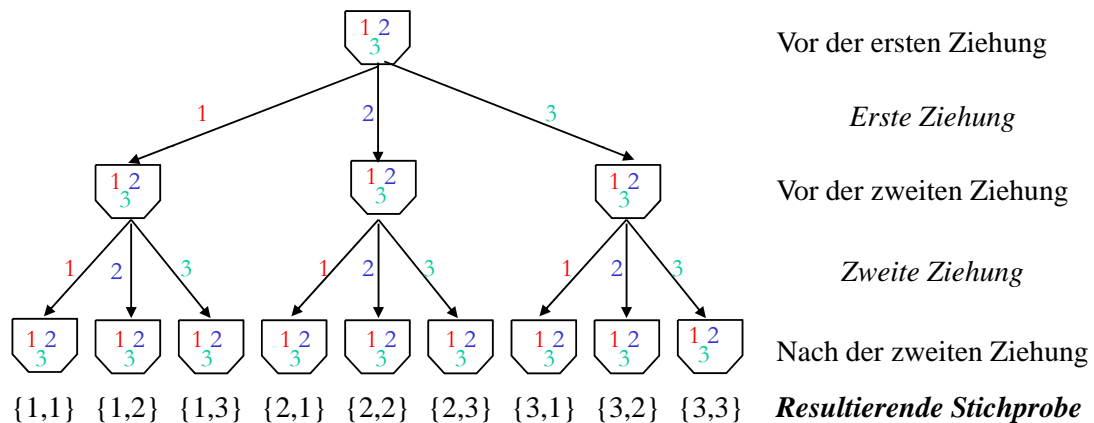 1 2
3
Vor der ersten Ziehung
1 2 3
Erste Ziehung
1 2 1 2 1 2
3 3 3
Vor der zweiten Ziehung
1 2 3 1 2 3 1 2 3
Zweite Ziehung
1 2 1 2 1 2 1 2 1 2 1 2 1 2 1 2 1 2
3 3 3 3 3 3 3 3 3
Nach der zweiten Ziehung
{1,1} {1,2} {1,3} {2,1} {2,2} {2,3} {3,1} {3,2} {3,3} Resultierende Stichprobe